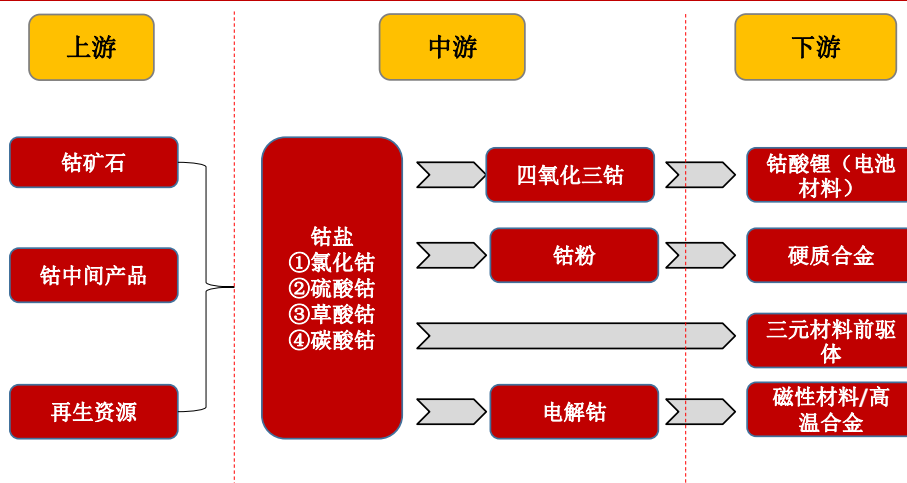 上游
中游
下游
钴矿石
钴中间产品
再生资源
钴盐
①氯化钴
②硫酸钴
③草酸钴
④碳酸钴
四氧化三钴
钴粉
电解钴
钴酸锂（电池
材料）
硬质合金
三元材料前驱
体
磁性材料/高
温合金